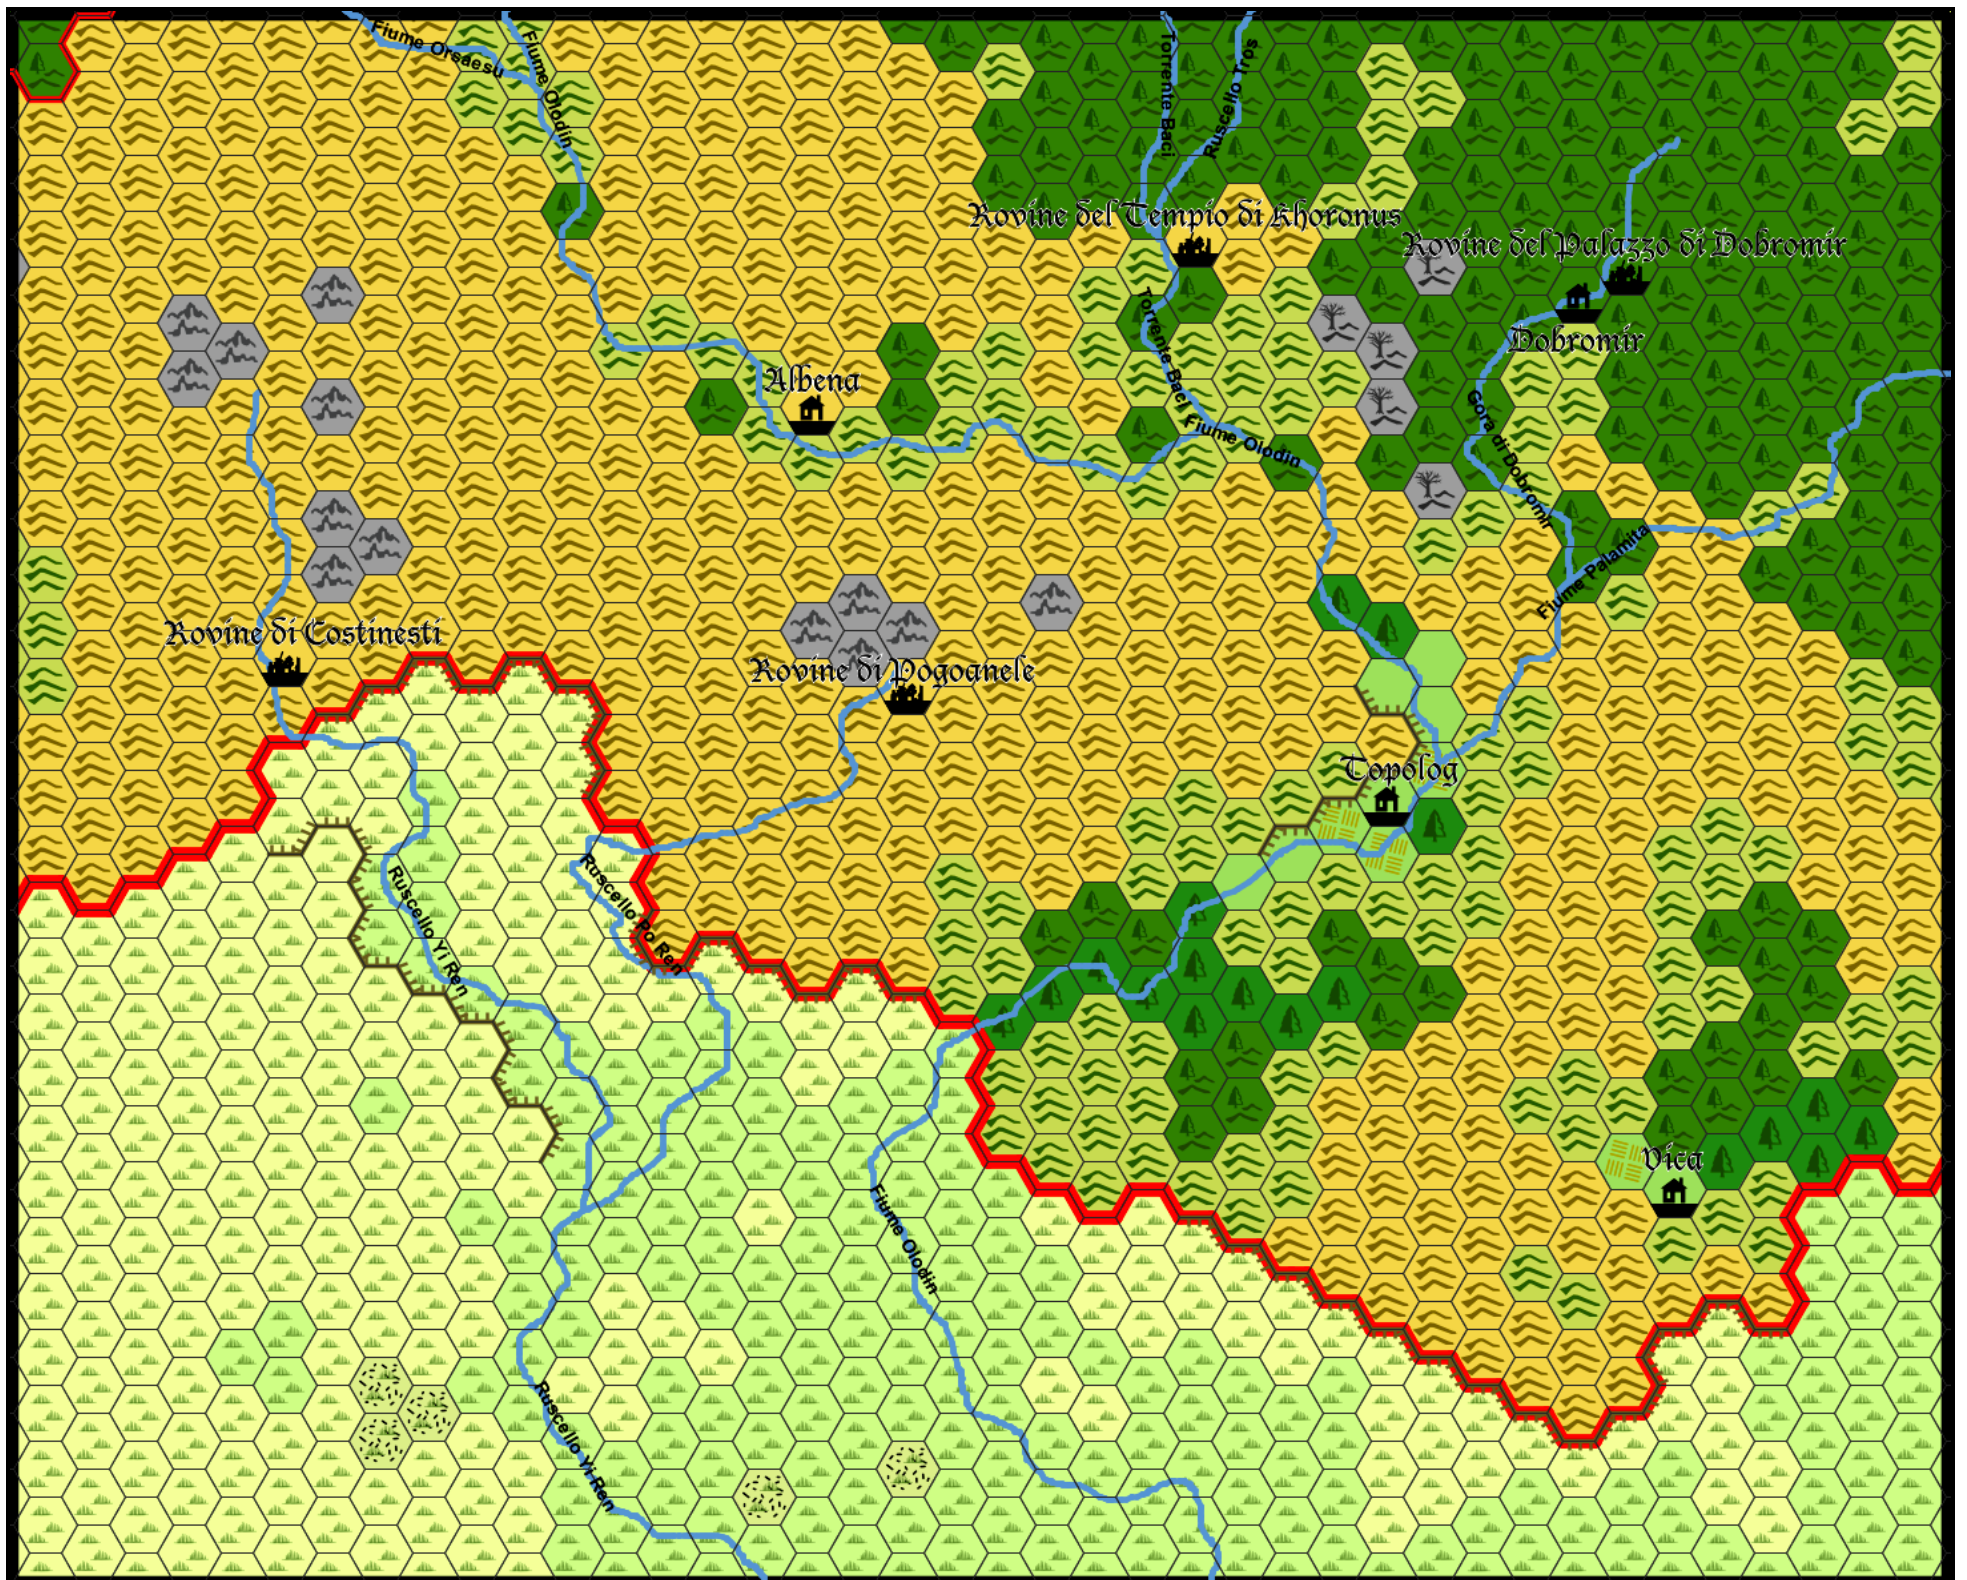 Fiume Orsaesu
Fiume Olodin
Torrente Baci
Ruscello Tros
Rovine del Tempio di Khoronus
Rovine del Palazzo di Dobromir
Dobromir
Torrente Baci
Albena
Fiume Olodin
Gora di Dobromir
Fiume Palamita
Rovine di Costinesti
Rovine di Pogoanele
Topolog
Ruscello Yi Ren
Ruscello Po Ren
Vica
Fiume Olodin
Ruscello Yi Ren